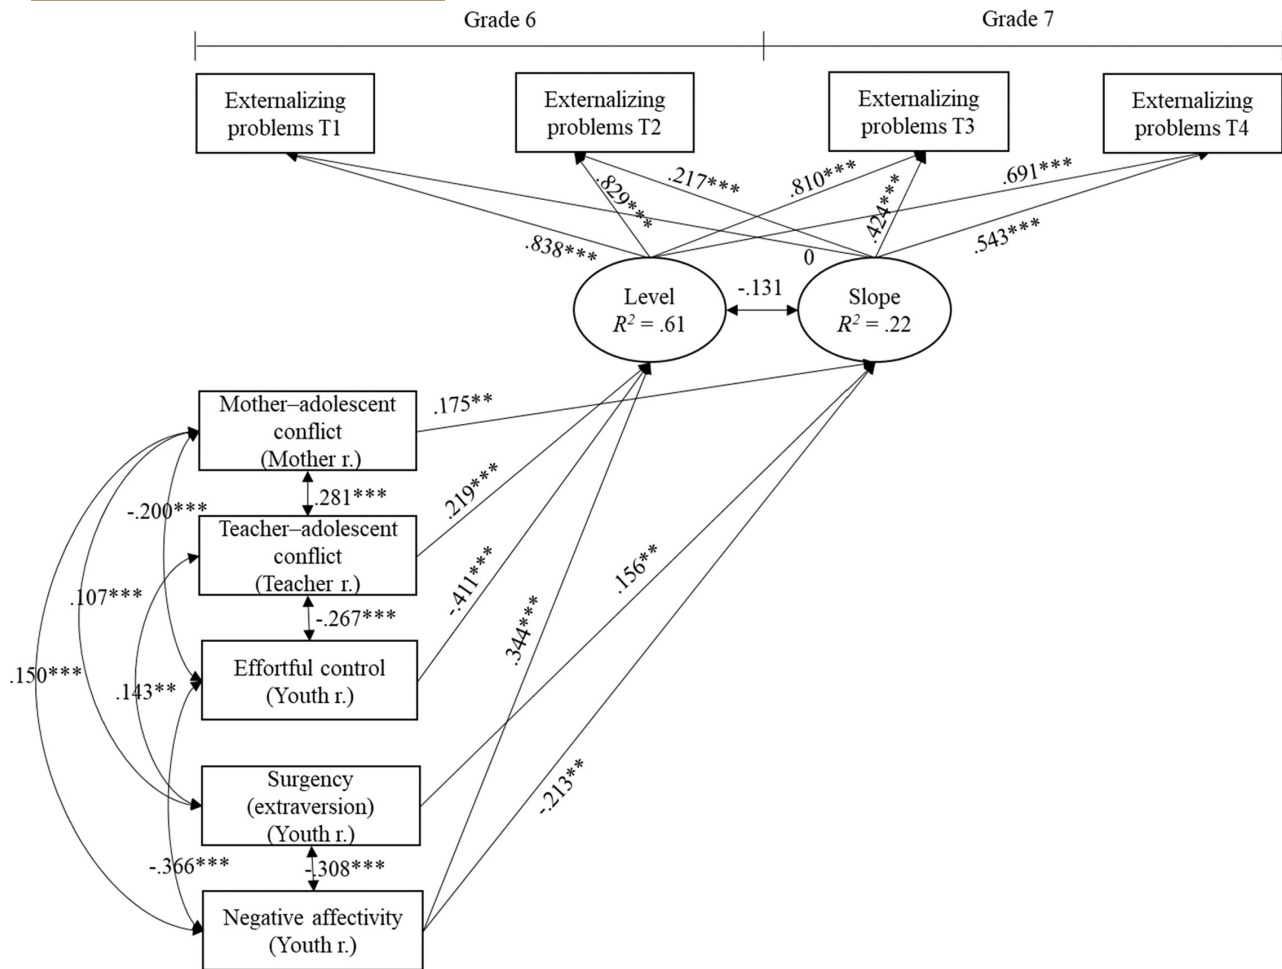 Grade 6
Grade 7
Externalizing
problems T1
Externalizing
problems T2
Externalizing
problems T3
Externalizing
problems T4
.838***
.829***
.217***
.810***
.424***
.691***
.543***
0
Level
R² = .61
-.131
Slope
R² = .22
Mother–adolescent
conflict
(Mother r.)
.175**
.281***
-.200***
Teacher–adolescent
conflict
(Teacher r.)
.219***
-.267***
.107***
Effortful control
(Youth r.)
-.411***
.150***
.143**
.344***
.156**
Surgency
(extraversion)
(Youth r.)
-.213**
-.366***
-.308***
Negative affectivity
(Youth r.)